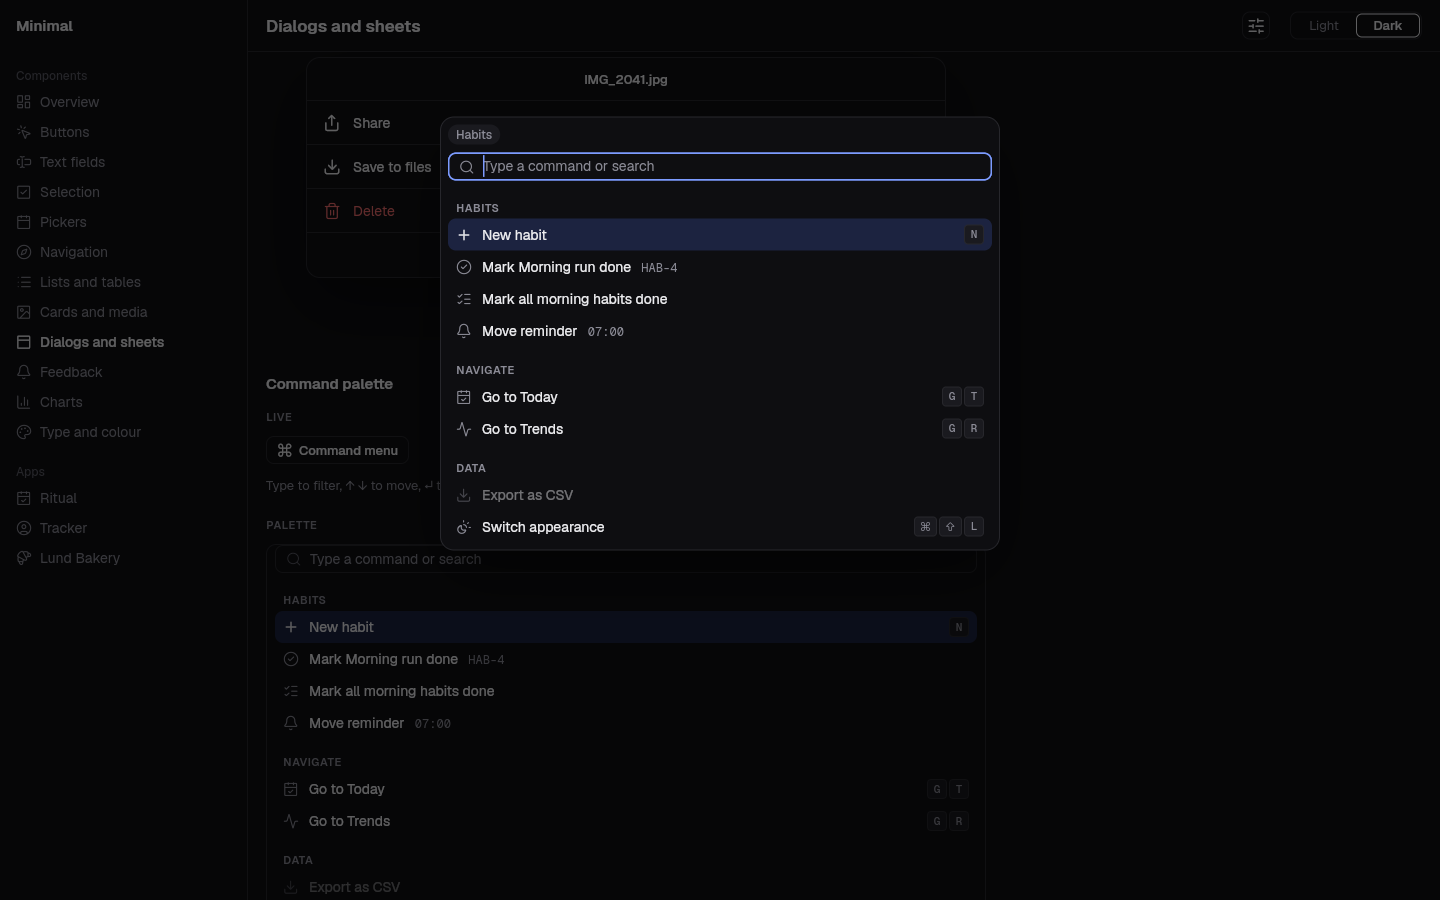 Minimal
Dialogs and sheets
Light
Dark
Components
Overview
Buttons
Text fields
Selection
Pickers
Navigation
Lists and tables
Cards and media
Dialogs and sheets
Feedback
Charts
Type and colour
Apps
Ritual
Tracker
Lund Bakery
IMG_2041.jpg
Share
Save to files
Delete
Habits
Type a command or search
HABITS
New habit N
Mark Morning run done HAB-4
Mark all morning habits done
Move reminder 07:00
NAVIGATE
Go to Today G T
Go to Trends G R
DATA
Export as CSV
Switch appearance ⌘ ⇧ L
Command palette
LIVE
⌘ Command menu
Type to filter, ↑ ↓ to move, ↵
PALETTE
Type a command or search
HABITS
New habit N
Mark Morning run done HAB-4
Mark all morning habits done
Move reminder 07:00
NAVIGATE
Go to Today G T
Go to Trends G R
DATA
Export as CSV